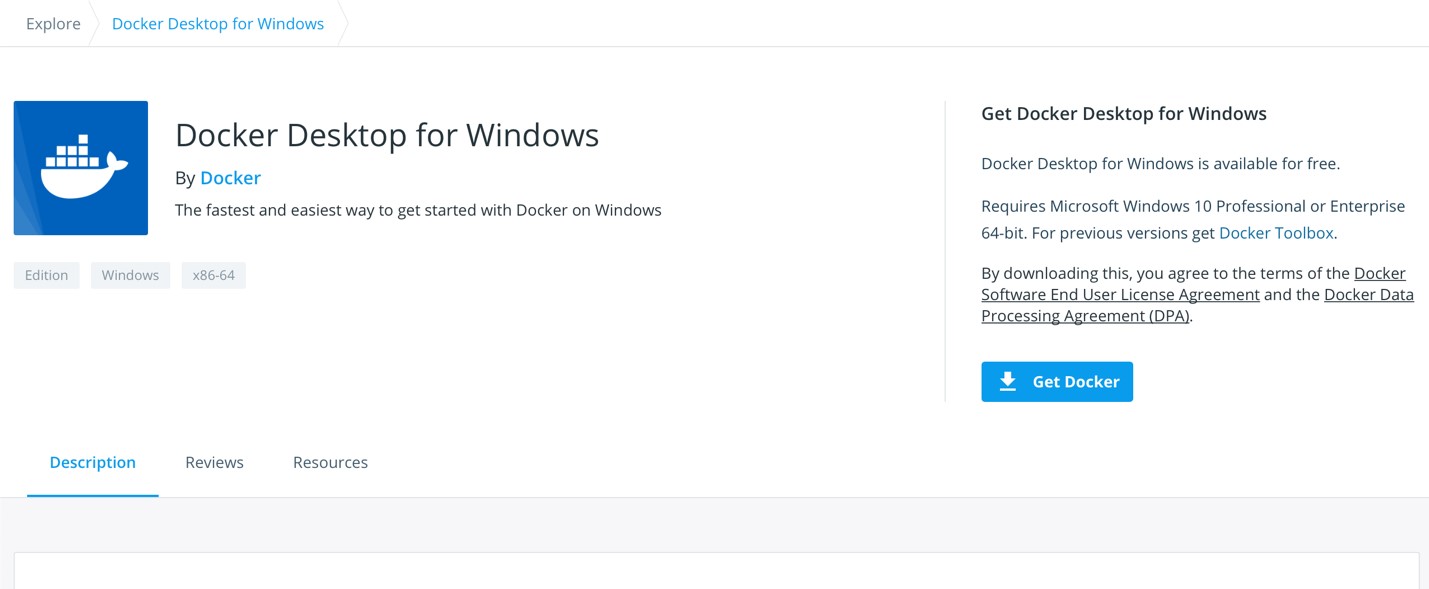 Explore
Docker Desktop for Windows
Docker Desktop for Windows
By Docker
The fastest and easiest way to get started with Docker on Windows
Edition
Windows
x86-64
Get Docker Desktop for Windows
Docker Desktop for Windows is available for free.
Requires Microsoft Windows 10 Professional or Enterprise
64-bit. For previous versions get Docker Toolbox.
By downloading this, you agree to the terms of the Docker
Software End User License Agreement and the Docker Data
Processing Agreement (DPA).
Get Docker
Description
Reviews
Resources